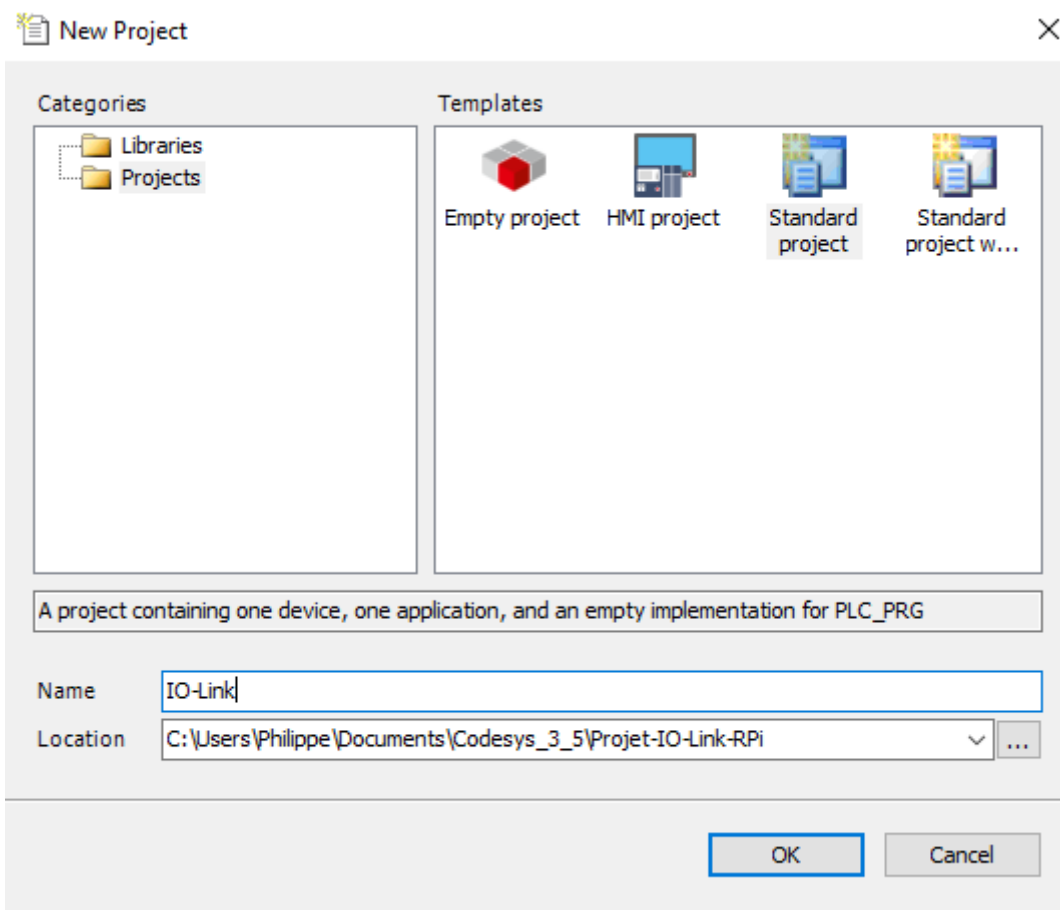 New Project
Categories
Templates
Libraries
Projects
Empty project
HMI project
Standard
project
Standard
project w...
A project containing one device, one application, and an empty implementation for PLC_PRG
Name
IO-Link
Location
C:\Users\Philippe\Documents\Codesys_3_5\Projet-IO-Link-RPi
...
OK
Cancel